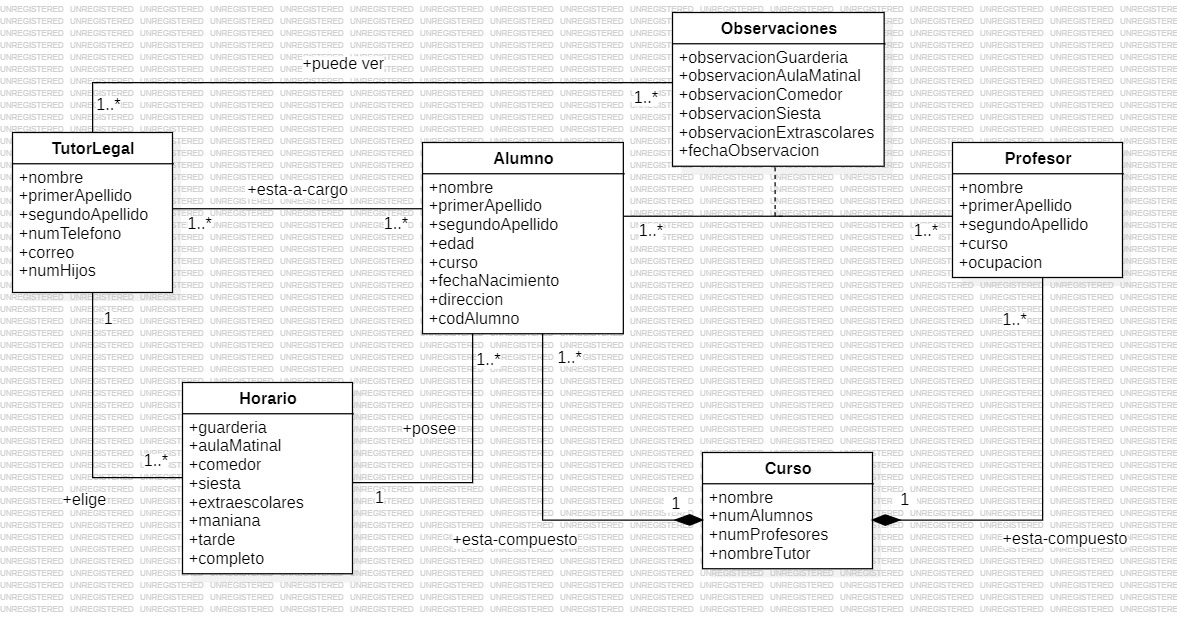 Observaciones
+observacionGuarderia
+observacionAulaMatinal
+observacionComedor
+observacionSiesta
+observacionExtrascolares
+fechaObservacion
+puede ver
1..*
1..*
TutorLegal
+nombre
+primerApellido
+segundoApellido
+numTelefono
+correo
+numHijos
+esta-a-cargo
1..*
1..*
Alumno
+nombre
+primerApellido
+segundoApellido
+edad
+curso
+fechaNacimiento
+direccion
+codAlumno
1..*
1..*
Profesor
+nombre
+primerApellido
+segundoApellido
+curso
+ocupacion
1
1..*
+elige
Horario
+guarderia
+aulaMatinal
+comedor
+siesta
+extraescolares
+maniana
+tarde
+completo
1..*
+posee
1
1..*
1
+esta-compuesto
Curso
+nombre
+numAlumnos
+numProfesores
+nombreTutor
1..*
1
+esta-compuesto
UNREGISTERED